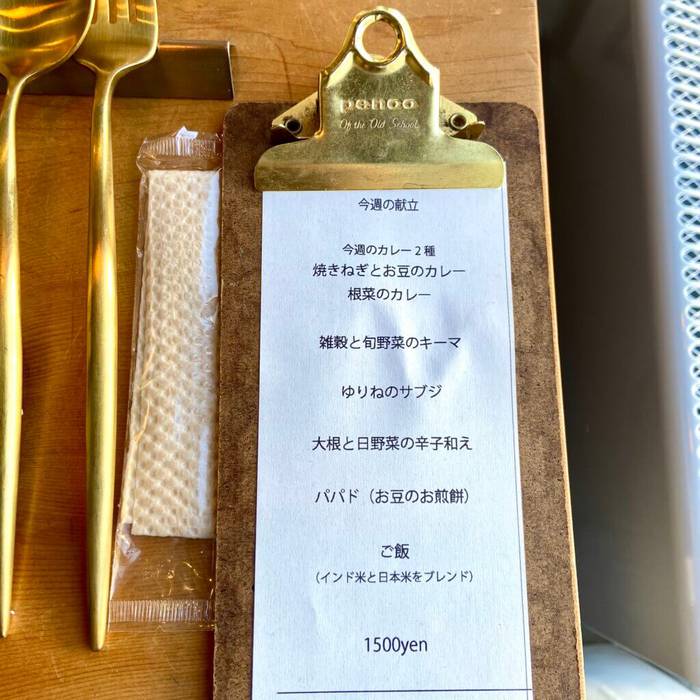 penco
Of the Old School
今週の献立
今週のカレー２種
焼きねぎとお豆のカレー
根菜のカレー
雑穀と旬野菜のキーマ
ゆりねのサブジ
大根と日野菜の辛子和え
パパド（お豆のお煎餅）
ご飯
（インド米と日本米をブレンド）
1500yen